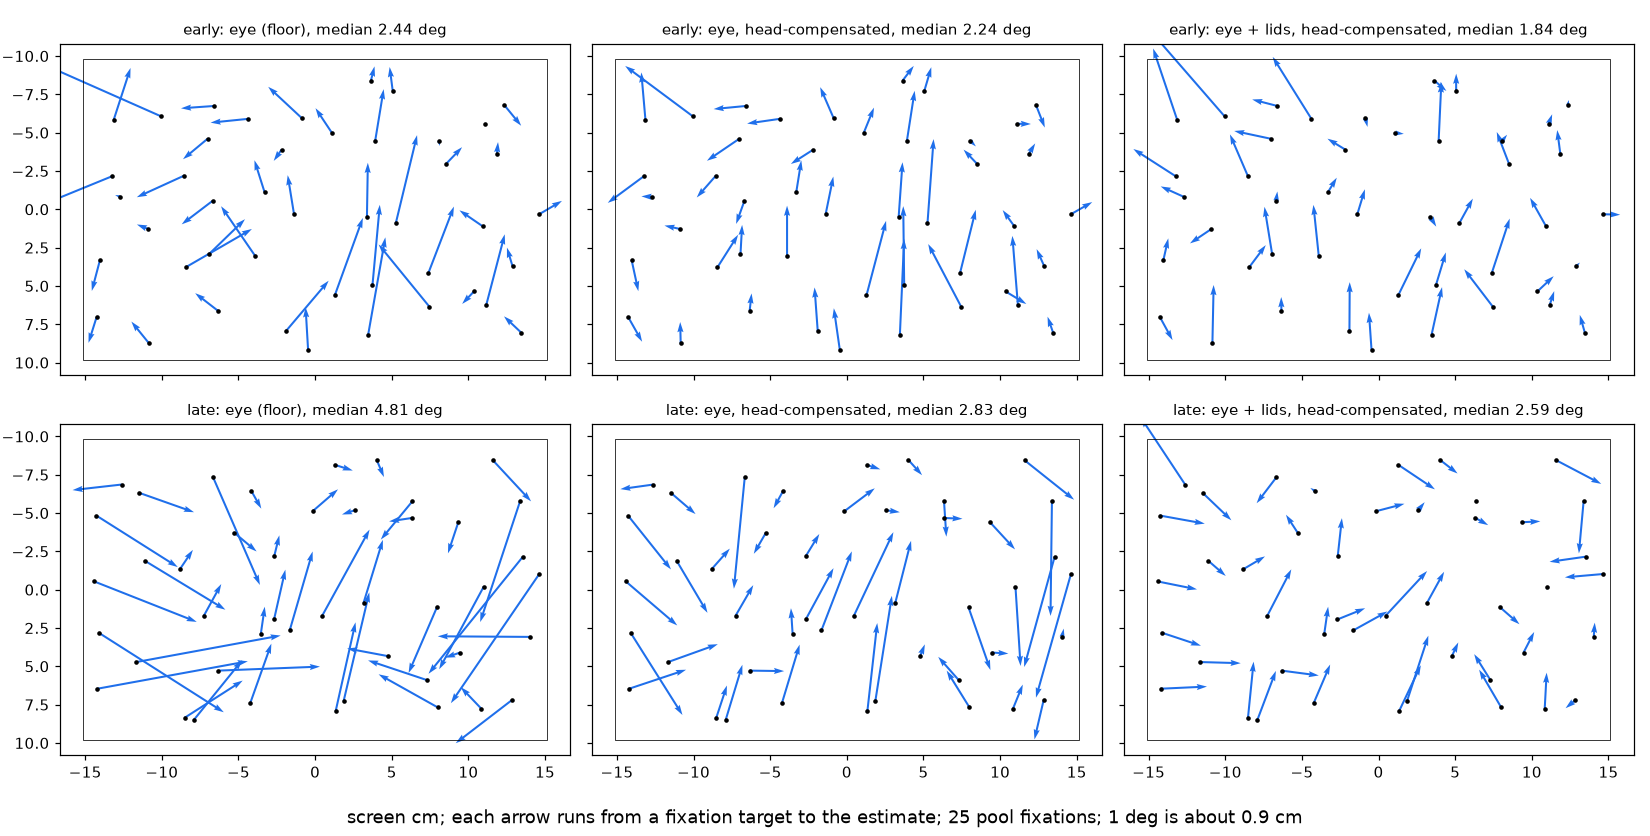 early: eye (floor), median 2.44 deg
early: eye, head-compensated, median 2.24 deg
early: eye + lids, head-compensated, median 1.84 deg
−10.0
−7.5
−5.0
−2.5
0.0
2.5
5.0
7.5
10.0
late: eye (floor), median 4.81 deg
late: eye, head-compensated, median 2.83 deg
late: eye + lids, head-compensated, median 2.59 deg
−10.0
−7.5
−5.0
−2.5
0.0
2.5
5.0
7.5
10.0
−15 −10 −5 0 5 10 15
−15 −10 −5 0 5 10 15
−15 −10 −5 0 5 10 15
screen cm; each arrow runs from a fixation target to the estimate; 25 pool fixations; 1 deg is about 0.9 cm